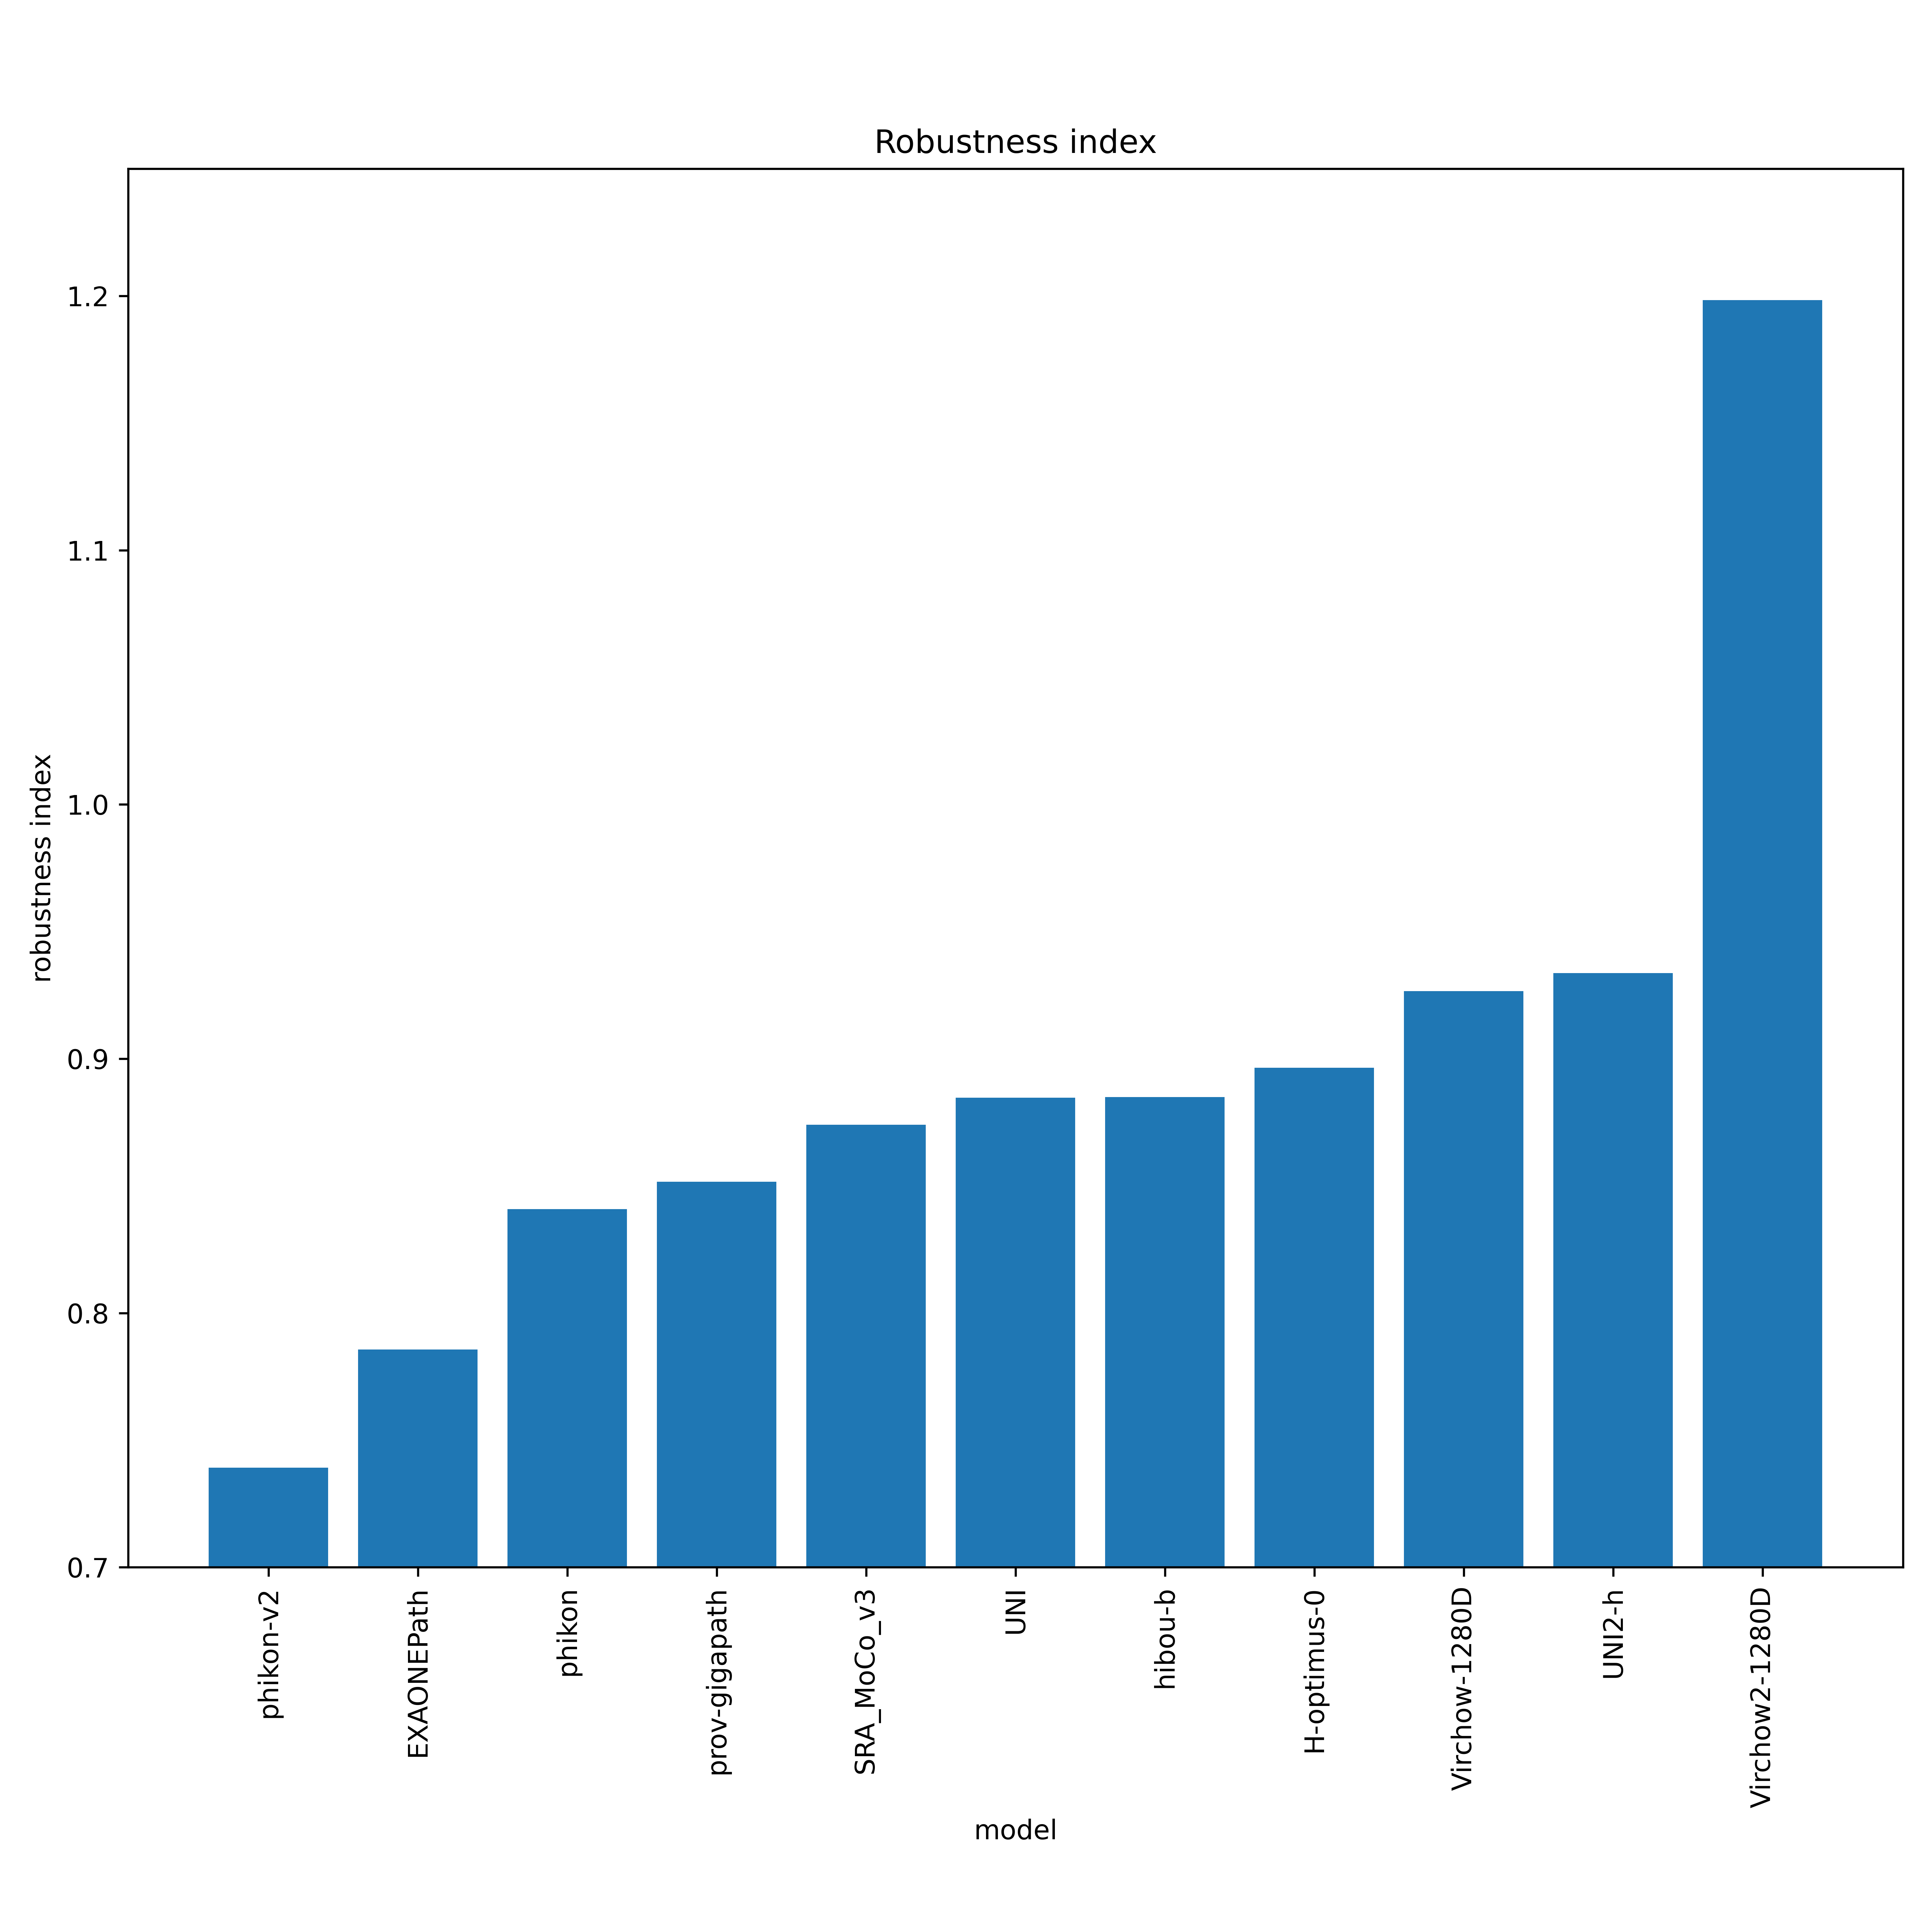 Robustness index
robustness index
1.2
1.1
1.0
0.9
0.8
0.7
phikon-v2
EXAONEPath
phikon
prov-gigapath
SRA_MoCo_v3
UNI
hibou-b
H-optimus-0
Virchow-1280D
UNI2-h
Virchow2-1280D
model